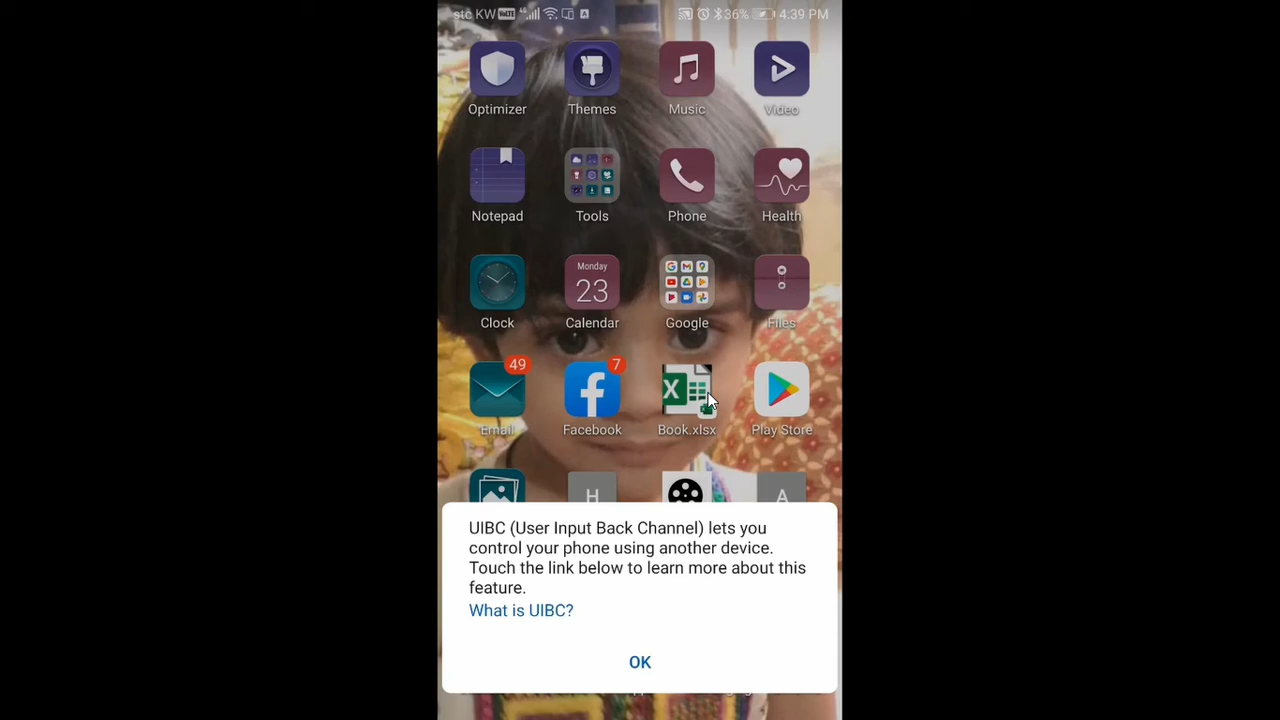 stc KW VoLTE 4G 36% 4:39 PM
Optimizer Themes Music Video
Notepad Tools Phone Health
Monday
23
Clock Calendar Google Files
49 7
Email Facebook Book.xlsx Play Store
H A
UIBC (User Input Back Channel) lets you
control your phone using another device.
Touch the link below to learn more about this
feature.
What is UIBC?
OK